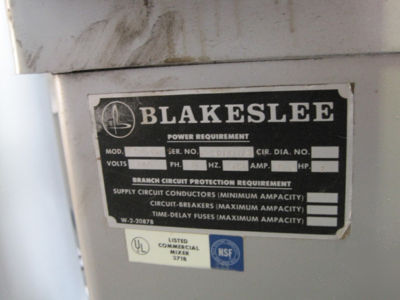 BLAKESLEE
POWER REQUIREMENT
MOD. SER. NO. CIR. DIA. NO.
VOLTS PH. HZ. AMP. HP.
BRANCH CIRCUIT PROTECTION REQUIREMENT
SUPPLY CIRCUIT CONDUCTORS (MINIMUM AMPACITY)
CIRCUIT-BREAKERS (MAXIMUM AMPACITY)
TIME-DELAY FUSES (MAXIMUM AMPACITY)
W-2-20878
UL
LISTED
COMMERCIAL
MIXER
571B
NSF